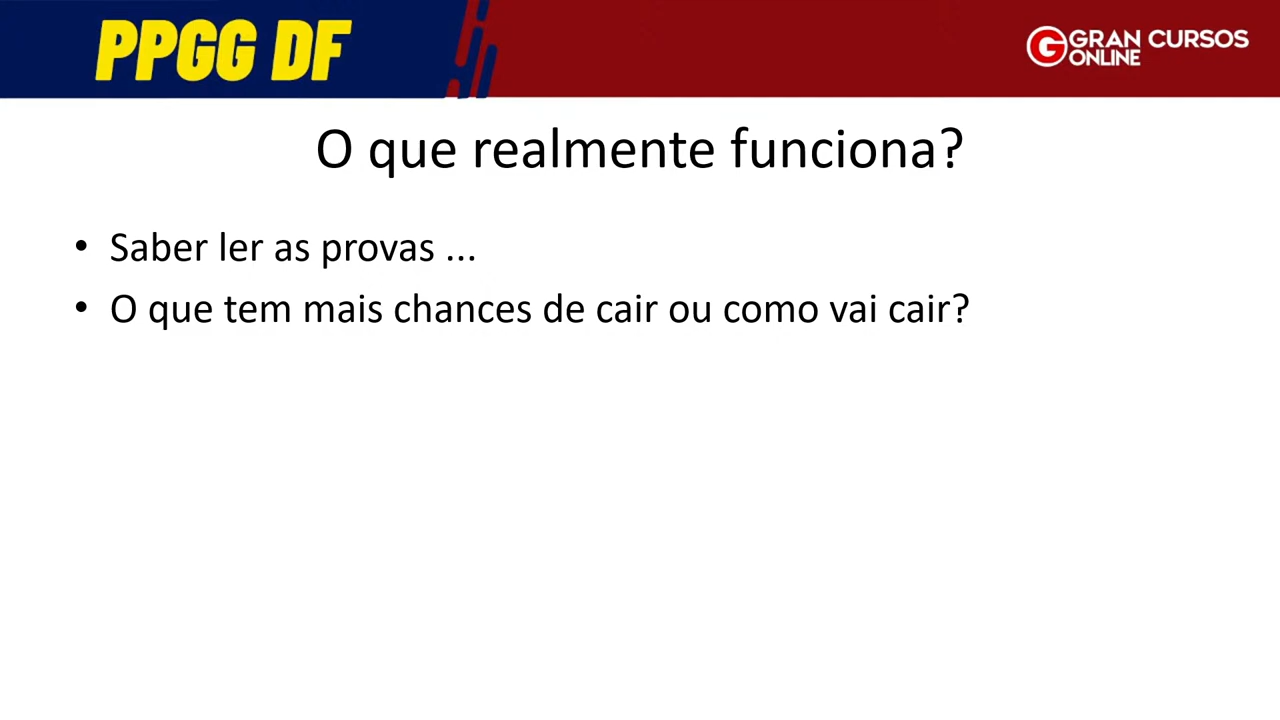 PPGG DF
GRAN CURSOS
ONLINE
O que realmente funciona?
• Saber ler as provas ...
• O que tem mais chances de cair ou como vai cair?